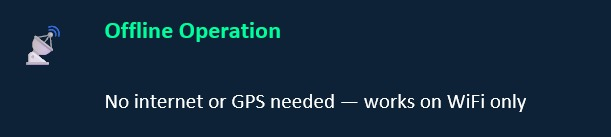 Offline Operation
No internet or GPS needed — works on WiFi only